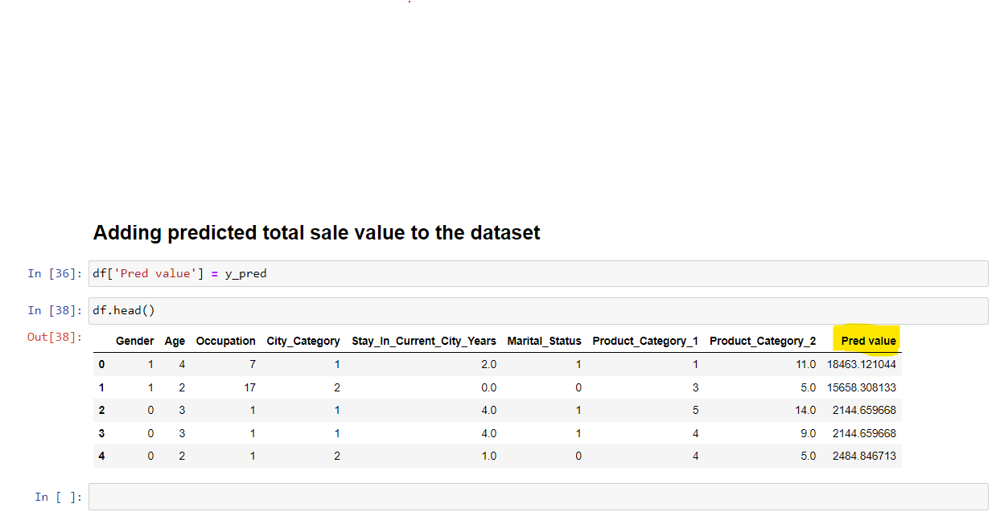 Adding predicted total sale value to the dataset
In [36]: df['Pred value'] = y_pred
In [38]: df.head()
Out[38]:
Gender Age Occupation City_Category Stay_In_Current_City_Years Marital_Status Product_Category_1 Product_Category_2 Pred value
0 1 4 7 1 2.0 1 1 11.0 18463.121044
1 1 2 17 2 0.0 0 3 5.0 15658.308133
2 0 3 1 1 4.0 1 5 14.0 2144.659668
3 0 3 1 1 4.0 1 4 9.0 2144.659668
4 0 2 1 2 1.0 0 4 5.0 2484.846713
In [ ]: